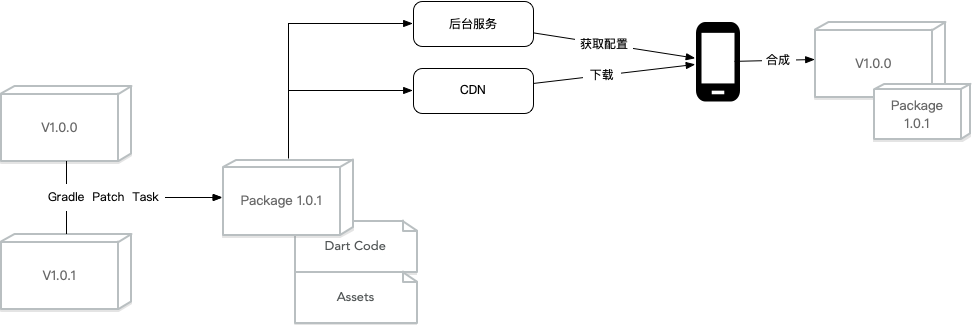 V1.0.0
Gradle Patch Task
V1.0.1
Package 1.0.1
Dart Code
Assets
后台服务
CDN
获取配置
下载
合成
V1.0.0
Package
1.0.1